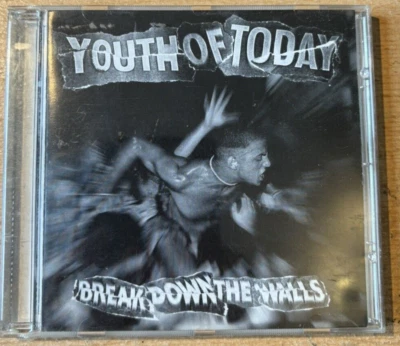 YOUTH OF TODAY
BREAK DOWN THE WALLS